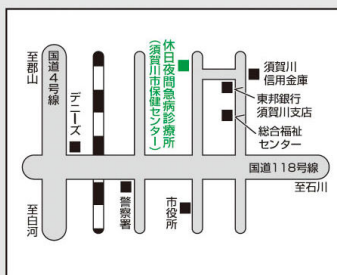 至郡山
国道4号線
デニーズ
休日夜間急病診療所
(須賀川市保健センター)
須賀川
信用金庫
東邦銀行
須賀川支店
総合福祉
センター
国道118号線
至石川
至白河
警察署
市役所